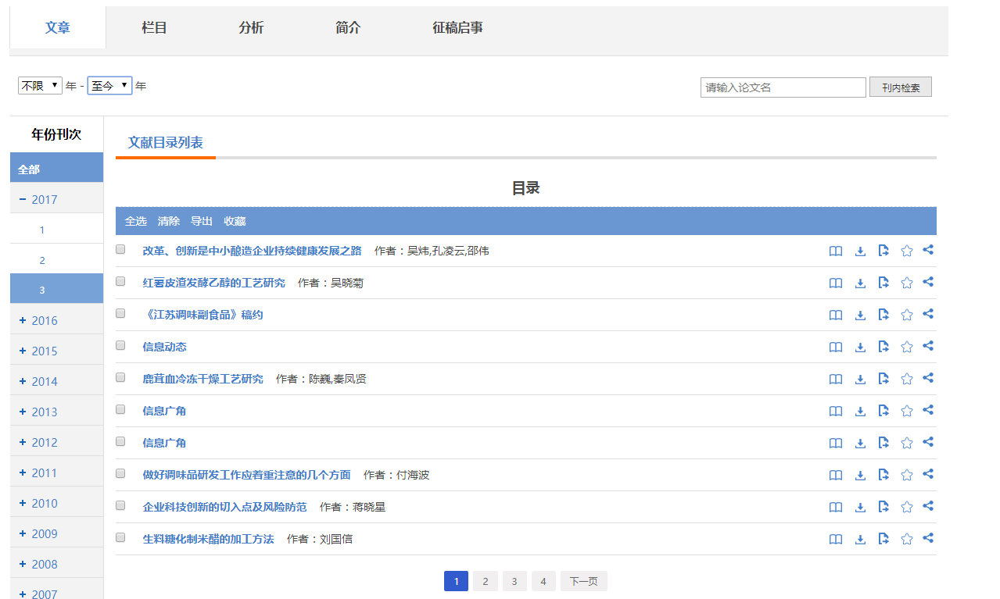 文章 栏目 分析 简介 征稿启事
不限 年 - 至今 年 请输入论文名 刊内检索
年份刊次
全部
2017
1
2
3
2016
2015
2014
2013
2012
2011
2010
2009
2008
2007
文献目录列表
目录
全选 清除 导出 收藏
改革、创新是中小酿造企业持续健康发展之路 作者：吴炜,孔凌云,邵伟
红薯皮渣发酵乙醇的工艺研究 作者：吴晓菊
《江苏调味副食品》稿约
信息动态
鹿茸血冷冻干燥工艺研究 作者：陈巍,秦凤贤
信息广角
信息广角
做好调味品研发工作应着重注意的几个方面 作者：付海波
企业科技创新的切入点及风险防范 作者：蒋晓星
生料糖化制米醋的加工方法 作者：刘国信
1 2 3 4 下一页